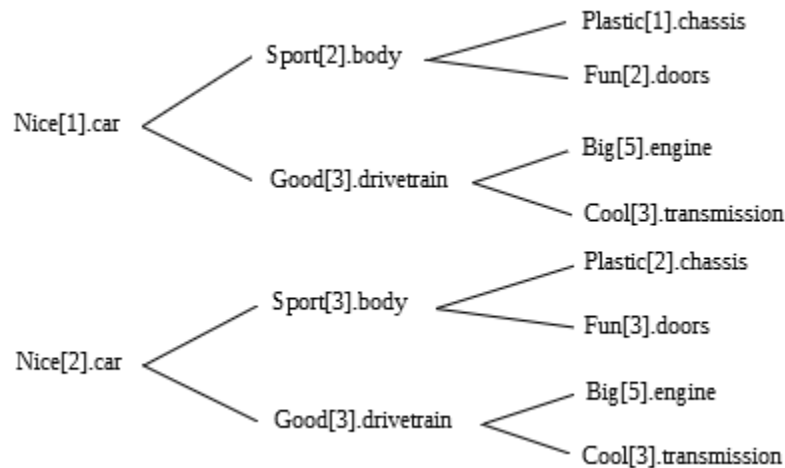 Plastic[1].chassis
Sport[2].body
Fun[2].doors
Nice[1].car
Big[5].engine
Good[3].drivetrain
Cool[3].transmission
Plastic[2].chassis
Sport[3].body
Fun[3].doors
Nice[2].car
Big[5].engine
Good[3].drivetrain
Cool[3].transmission